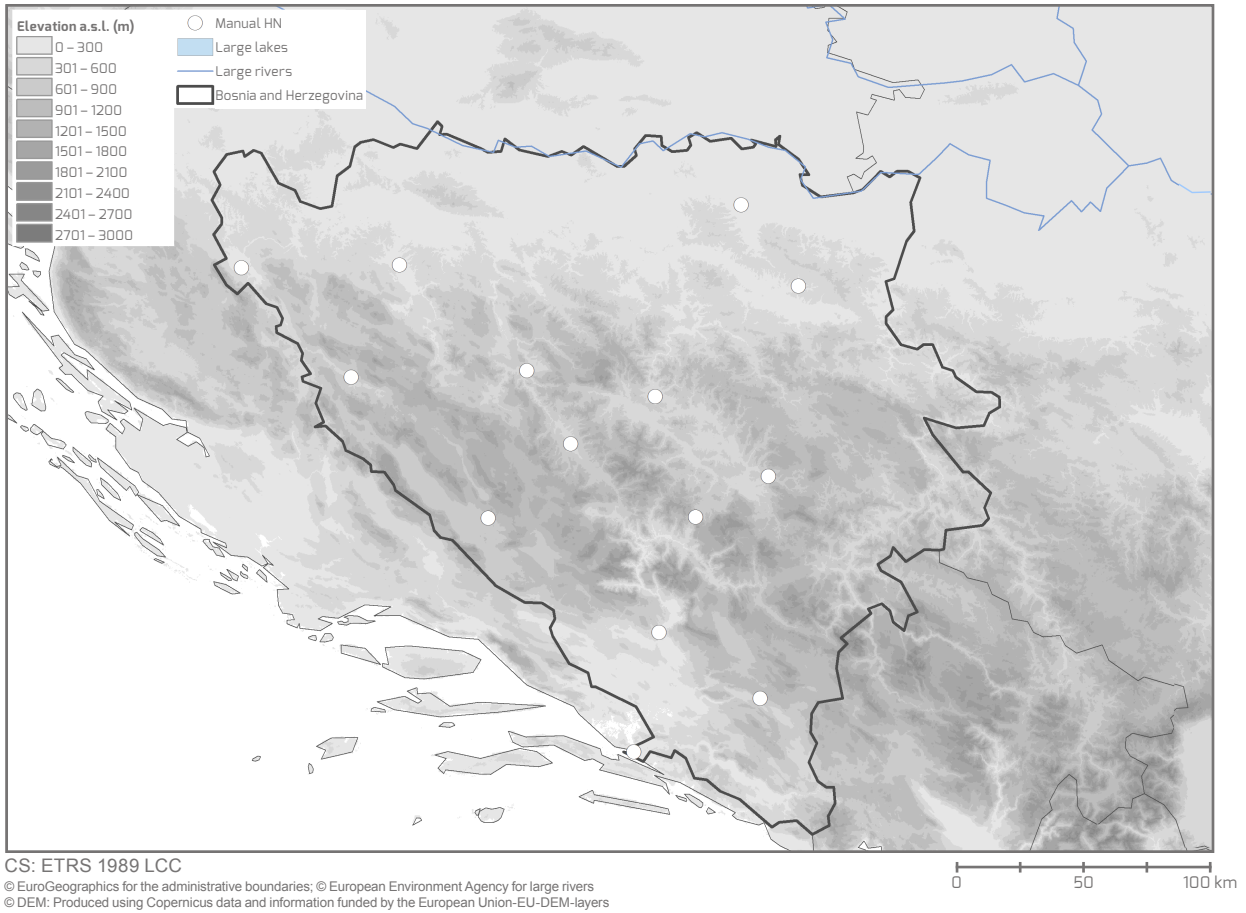 Elevation a.s.l. (m)
0 – 300
301 – 600
601 – 900
901 – 1200
1201 – 1500
1501 – 1800
1801 – 2100
2101 – 2400
2401 – 2700
2701 – 3000
Manual HN
Large lakes
Large rivers
Bosnia and Herzegovina
CS: ETRS 1989 LCC
© EuroGeographics for the administrative boundaries; © European Environment Agency for large rivers
© DEM: Produced using Copernicus data and information funded by the European Union-EU-DEM-layers
0 50 100 km